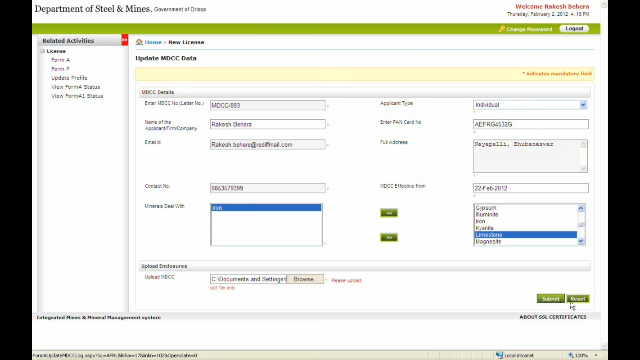 Department of Steel & Mines, Government of Orissa
Welcome Rakesh Behera
Thursday, February 2, 2012 4.18 PM
Change Password Logout
Related Activities
License
Form A
Form F
Update Profile
View FormA Status
View FormA1 Status
Home » New License
Update MDCC Data
* indicates mandatory field
MDCC Details
Enter MDCC No.(Letter No.) MDCC/893
Applicant Type Individual
Name of the Applicant/Firm/Company Rakesh Behera
Enter PAN Card No AEFRG4532G
Email Id Rakesh.behera@rediffmail.com
Full Address Nayapalli, Bhubaneswar
Contact No. 9863579399
MDCC Effective from 22-Feb-2012
Minerals Deal With Iron
<<
>>
Gypsum
Illuminite
Iron
Kyanite
Limestone
Magnesite
Upload Enclosures
Upload MDCC C:\Documents and Settings\ Browse... * Please upload
pdf file only
Submit Reset
Integrated Mines & Mineral Management system
ABOUT SSL CERTIFICATES
Local intranet
100%